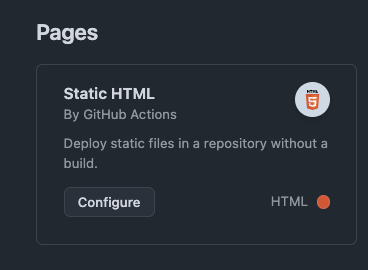 Pages
Static HTML
By GitHub Actions
HTML
5
Deploy static files in a repository without a
build.
Configure
HTML